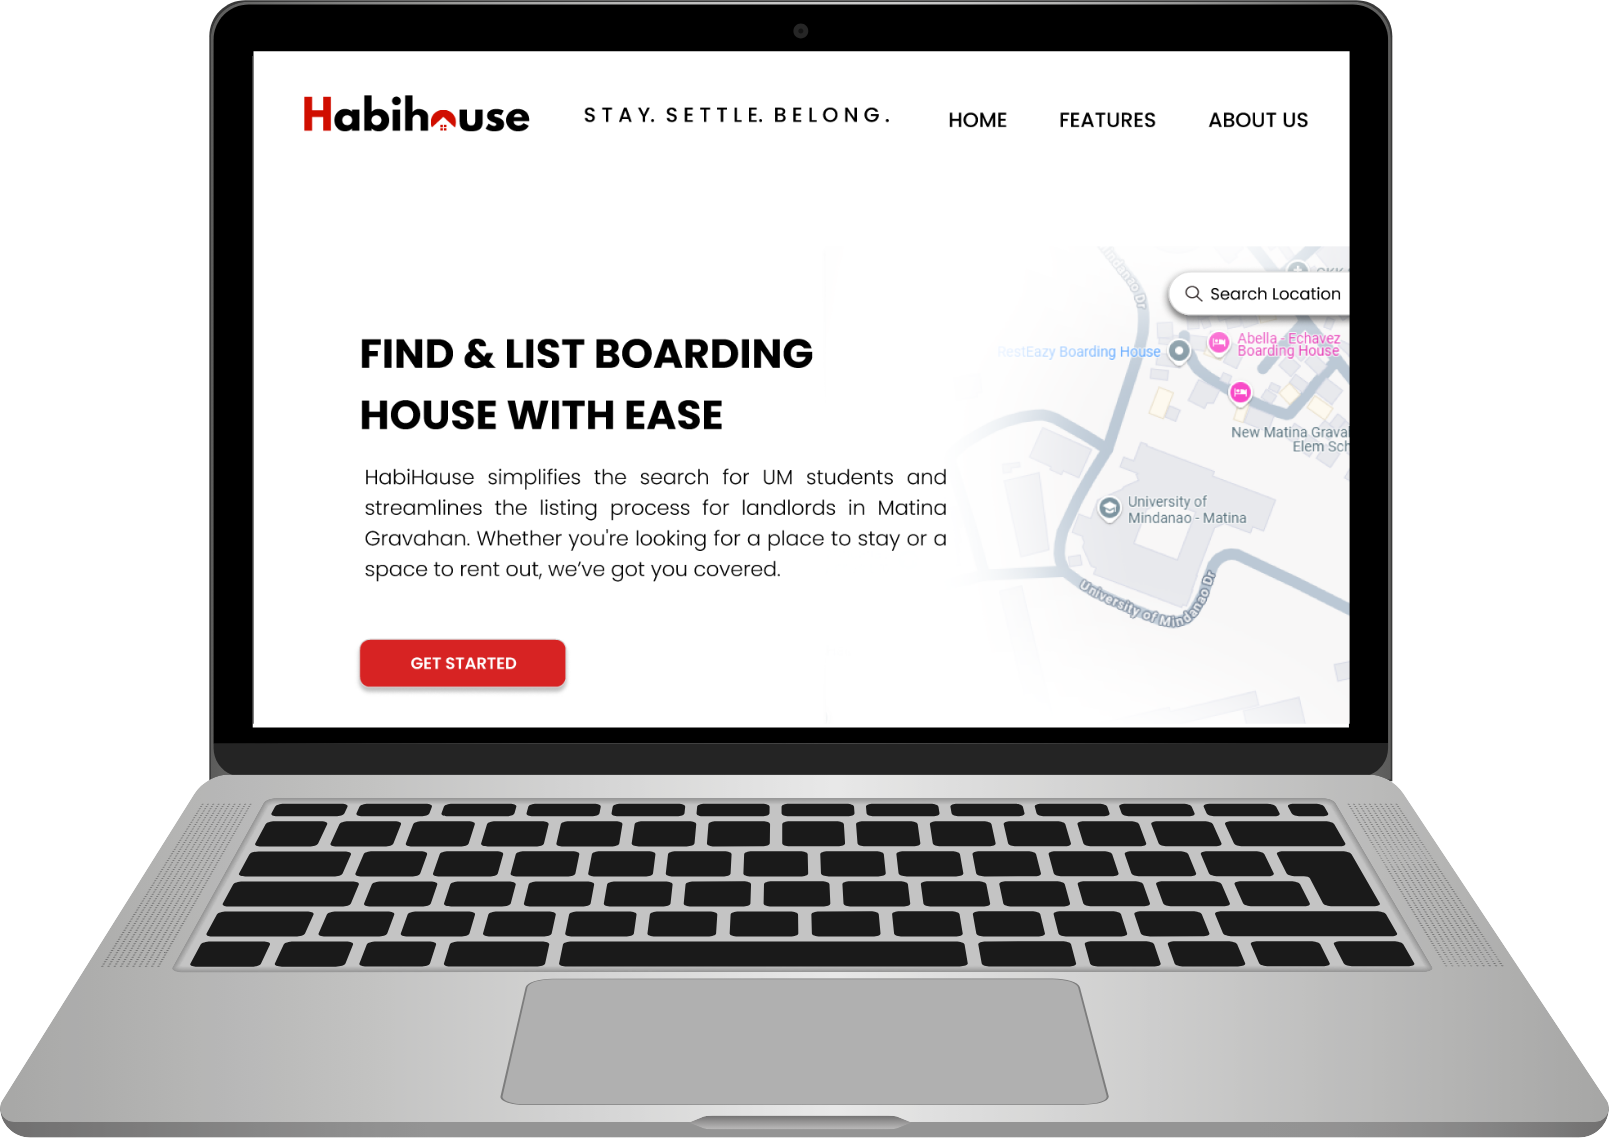 Habihouse
STAY. SETTLE. BELONG.
HOME
FEATURES
ABOUT US
FIND & LIST BOARDING
HOUSE WITH EASE
HabiHause simplifies the search for UM students and
streamlines the listing process for landlords in Matina
Gravahan. Whether you're looking for a place to stay or a
space to rent out, we’ve got you covered.
GET STARTED
Search Location
RestEazy Boarding House
Abella - Echavez
Boarding House
New Matina Grava
Elem Sch
University of
Mindanao - Matina
University of Mindanao Dr
Mindanao Dr